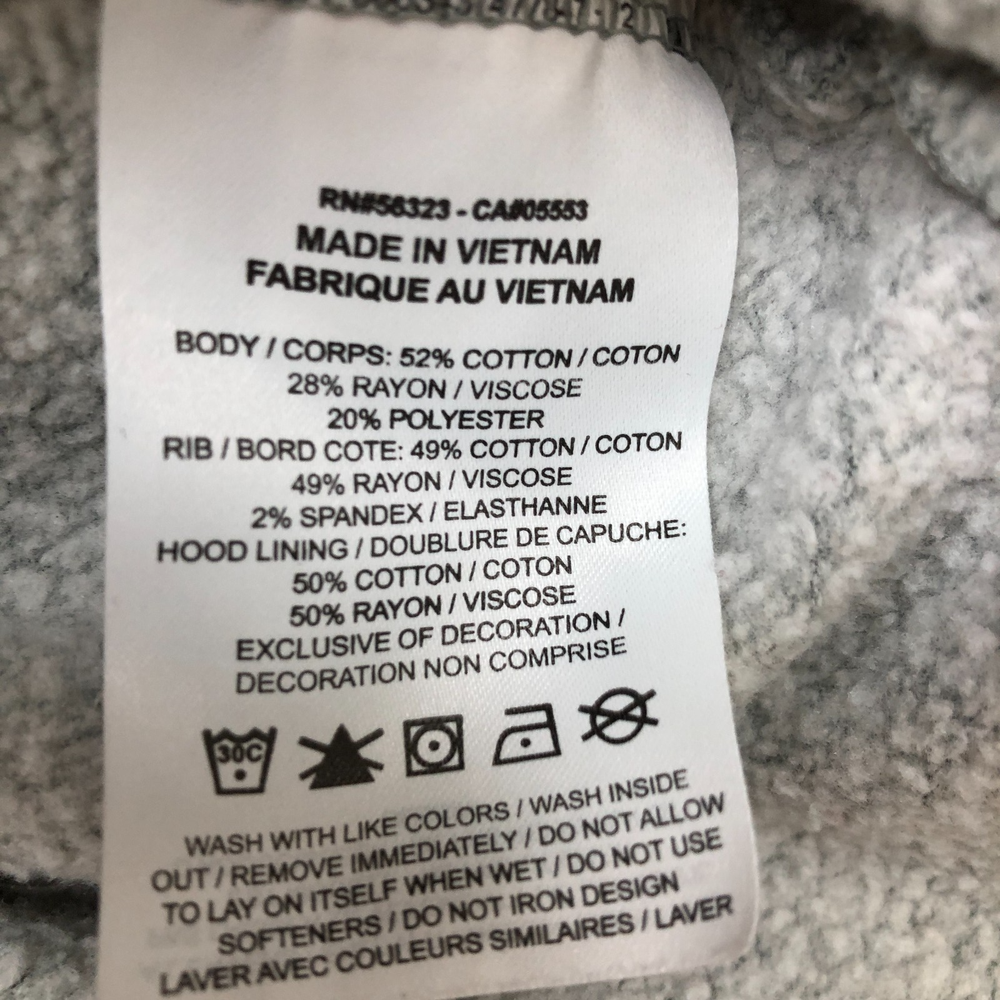 RN#56323 - CA#05553
MADE IN VIETNAM
FABRIQUE AU VIETNAM
BODY / CORPS: 52% COTTON / COTON
28% RAYON / VISCOSE
20% POLYESTER
RIB / BORD COTE: 49% COTTON / COTON
49% RAYON / VISCOSE
2% SPANDEX / ELASTHANNE
HOOD LINING / DOUBLURE DE CAPUCHE:
50% COTTON / COTON
50% RAYON / VISCOSE
EXCLUSIVE OF DECORATION /
DECORATION NON COMPRISE
30C
WASH WITH LIKE COLORS / WASH INSIDE
OUT / REMOVE IMMEDIATELY / DO NOT ALLOW
TO LAY ON ITSELF WHEN WET / DO NOT USE
SOFTENERS / DO NOT IRON DESIGN
LAVER AVEC COULEURS SIMILAIRES / LAVER